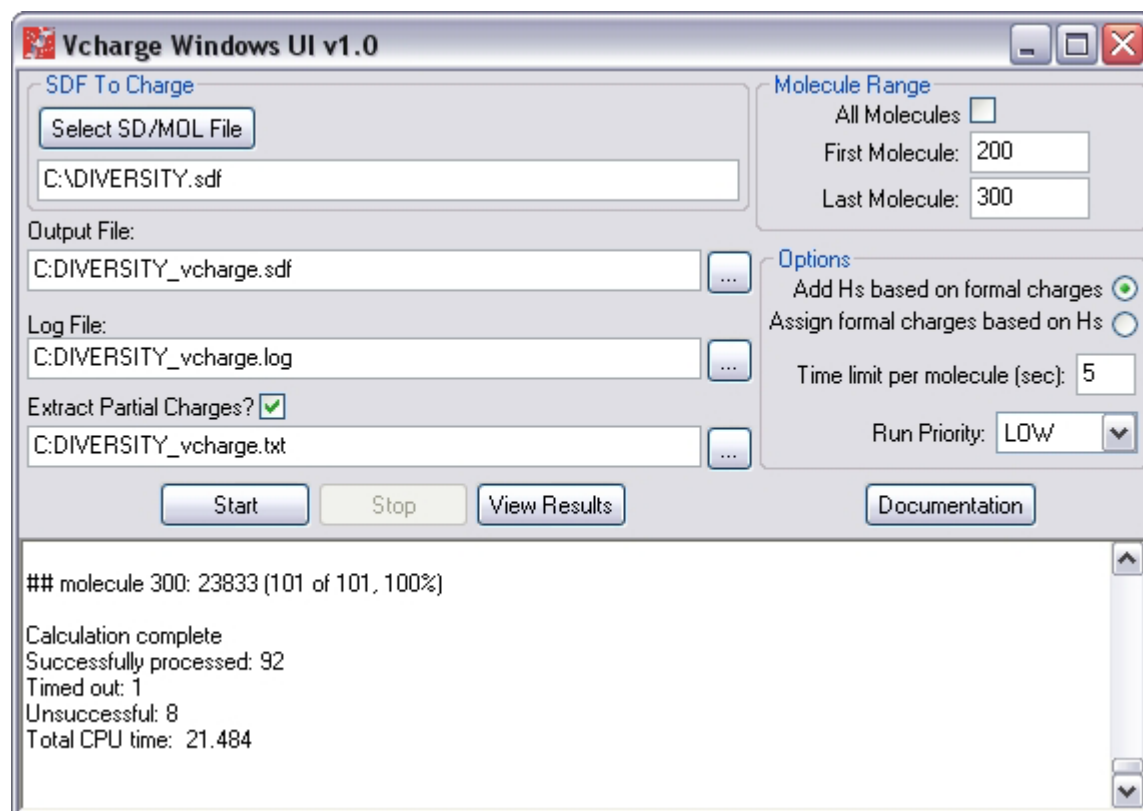 Vcharge Windows UI v1.0
SDF To Charge
Select SD/MOL File
C:\DIVERSITY.sdf
Output File:
C:DIVERSITY_vcharge.sdf
...
Log File:
C:DIVERSITY_vcharge.log
...
Extract Partial Charges?
C:DIVERSITY_vcharge.txt
...
Molecule Range
All Molecules
First Molecule: 200
Last Molecule: 300
Options
Add Hs based on formal charges
Assign formal charges based on Hs
Time limit per molecule (sec): 5
Run Priority: LOW
Start
Stop
View Results
Documentation
## molecule 300: 23833 (101 of 101, 100%)
Calculation complete
Successfully processed: 92
Timed out: 1
Unsuccessful: 8
Total CPU time: 21.484